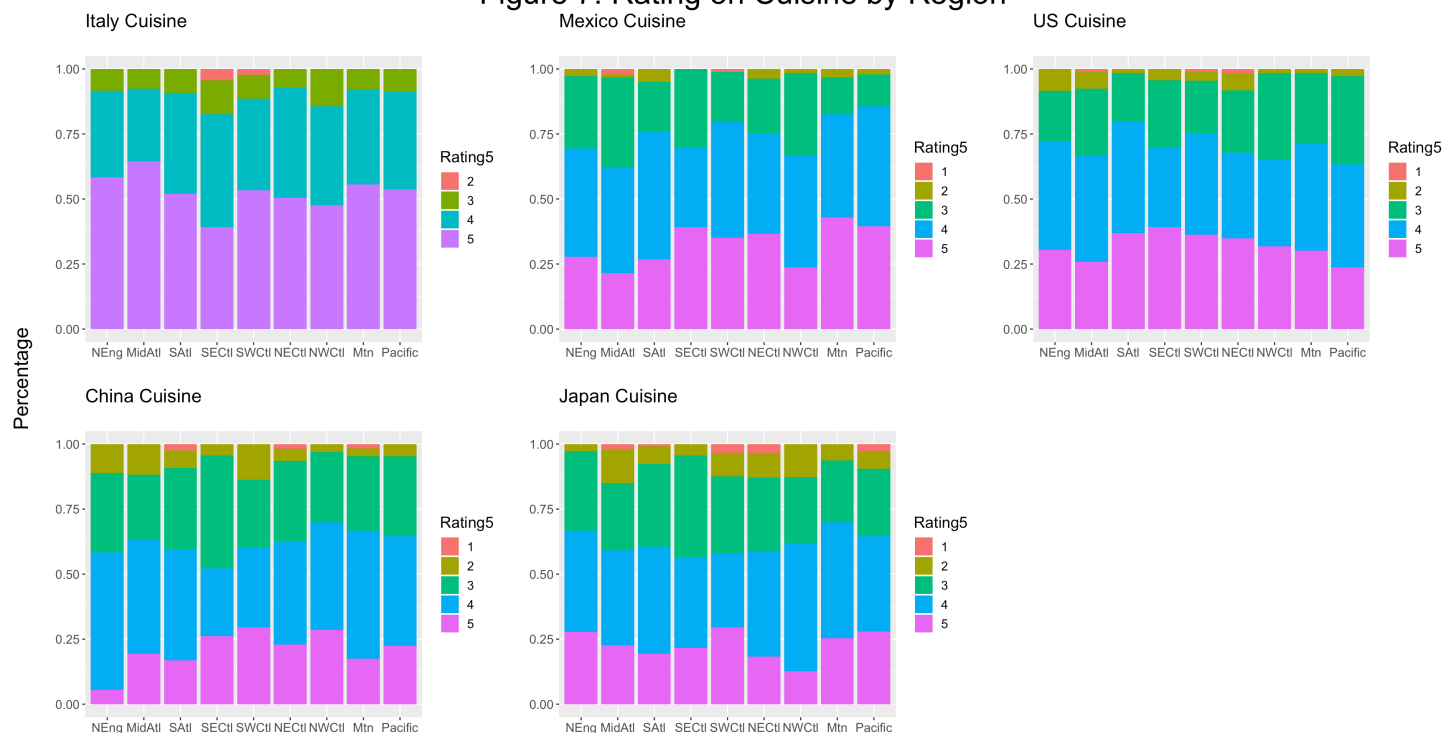 Figure 7: Rating on Cuisine by Region
Italy Cuisine
1.00
0.75
0.50
0.25
0.00
NEng MidAtl SAtl SECtl SWCtl NECtl NWCtl Mtn Pacific
Rating5
2
3
4
5
Mexico Cuisine
1.00
0.75
0.50
0.25
0.00
NEng MidAtl SAtl SECtl SWCtl NECtl NWCtl Mtn Pacific
Rating5
1
2
3
4
5
US Cuisine
1.00
0.75
0.50
0.25
0.00
NEng MidAtl SAtl SECtl SWCtl NECtl NWCtl Mtn Pacific
Rating5
1
2
3
4
5
Percentage
China Cuisine
1.00
0.75
0.50
0.25
0.00
NEng MidAtl SAtl SECtl SWCtl NECtl NWCtl Mtn Pacific
Rating5
1
2
3
4
5
Japan Cuisine
1.00
0.75
0.50
0.25
0.00
NEng MidAtl SAtl SECtl SWCtl NECtl NWCtl Mtn Pacific
Rating5
1
2
3
4
5